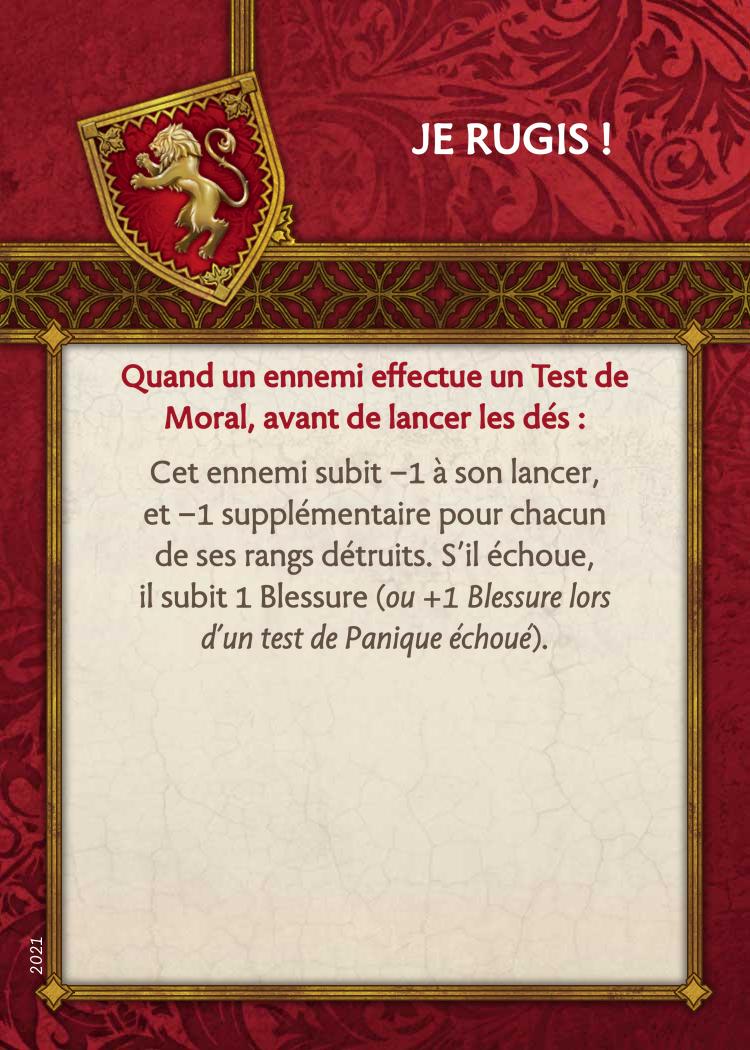 JE RUGIS !
Quand un ennemi effectue un Test de
Moral, avant de lancer les dés :
Cet ennemi subit –1 à son lancer,
et –1 supplémentaire pour chacun
de ses rangs détruits. S’il échoue,
il subit 1 Blessure (ou +1 Blessure lors
d’un test de Panique échoué).
2021